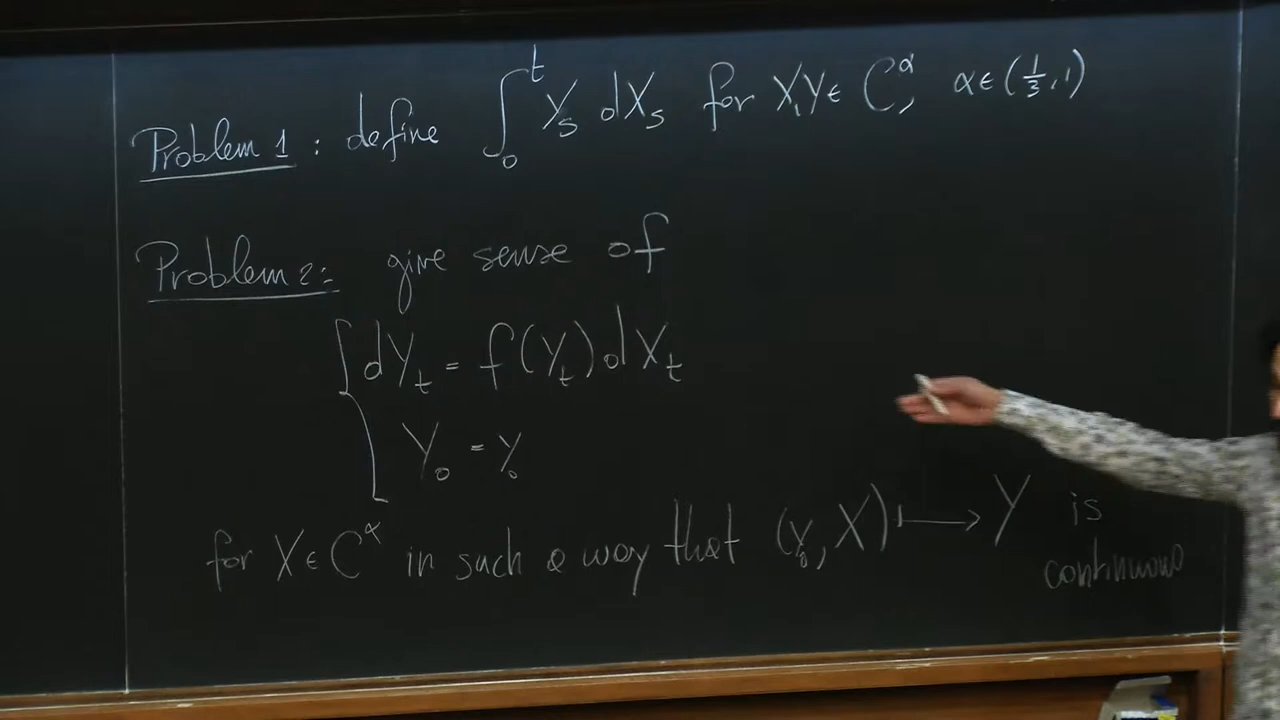 Problem 1 : define ∫₀ᵗ Yₛ dXₛ for X,Y ∈ C^α, α ∈ (1/3, 1)
Problem 2: give sense of
{ dYₜ = f(Yₜ) dXₜ
Y₀ = y₀
for X ∈ C^α in such a way that (y₀, X) ↦ Y is
continuous